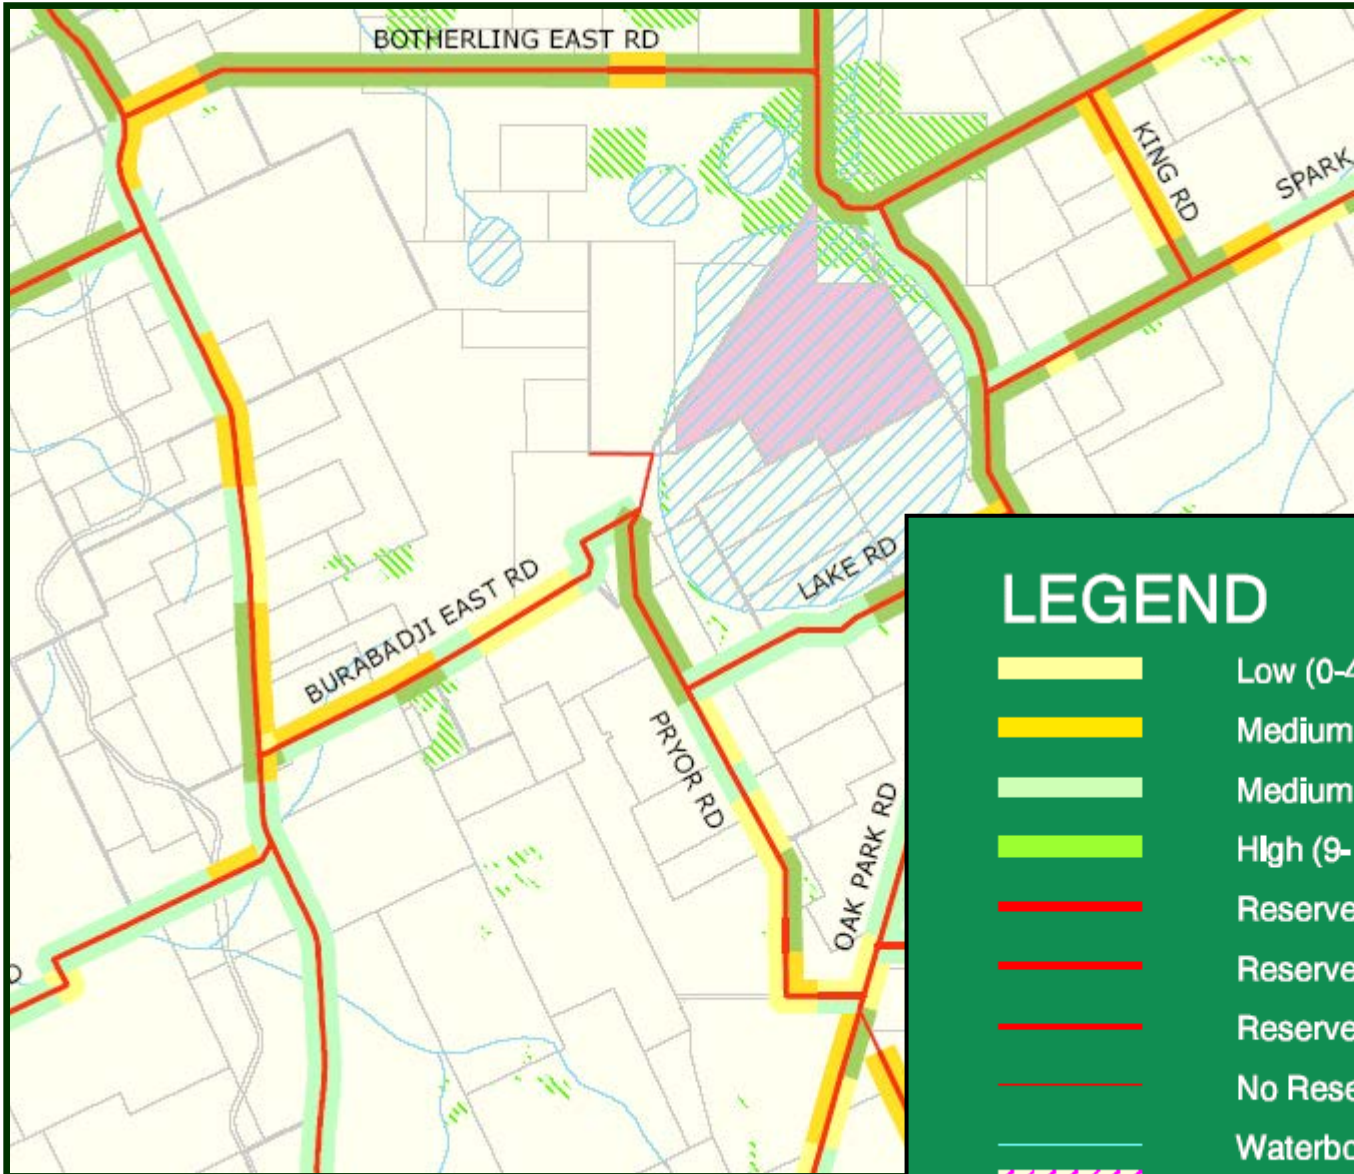 BOTHERLING EAST RD
KING RD
SPARK
BURABADJI EAST RD
LAKE RD
PRYOR RD
OAK PARK RD
LEGEND
Low (0-4
Medium
Medium
High (9-
Reserve
Reserve
Reserve
No Rese
Waterbo